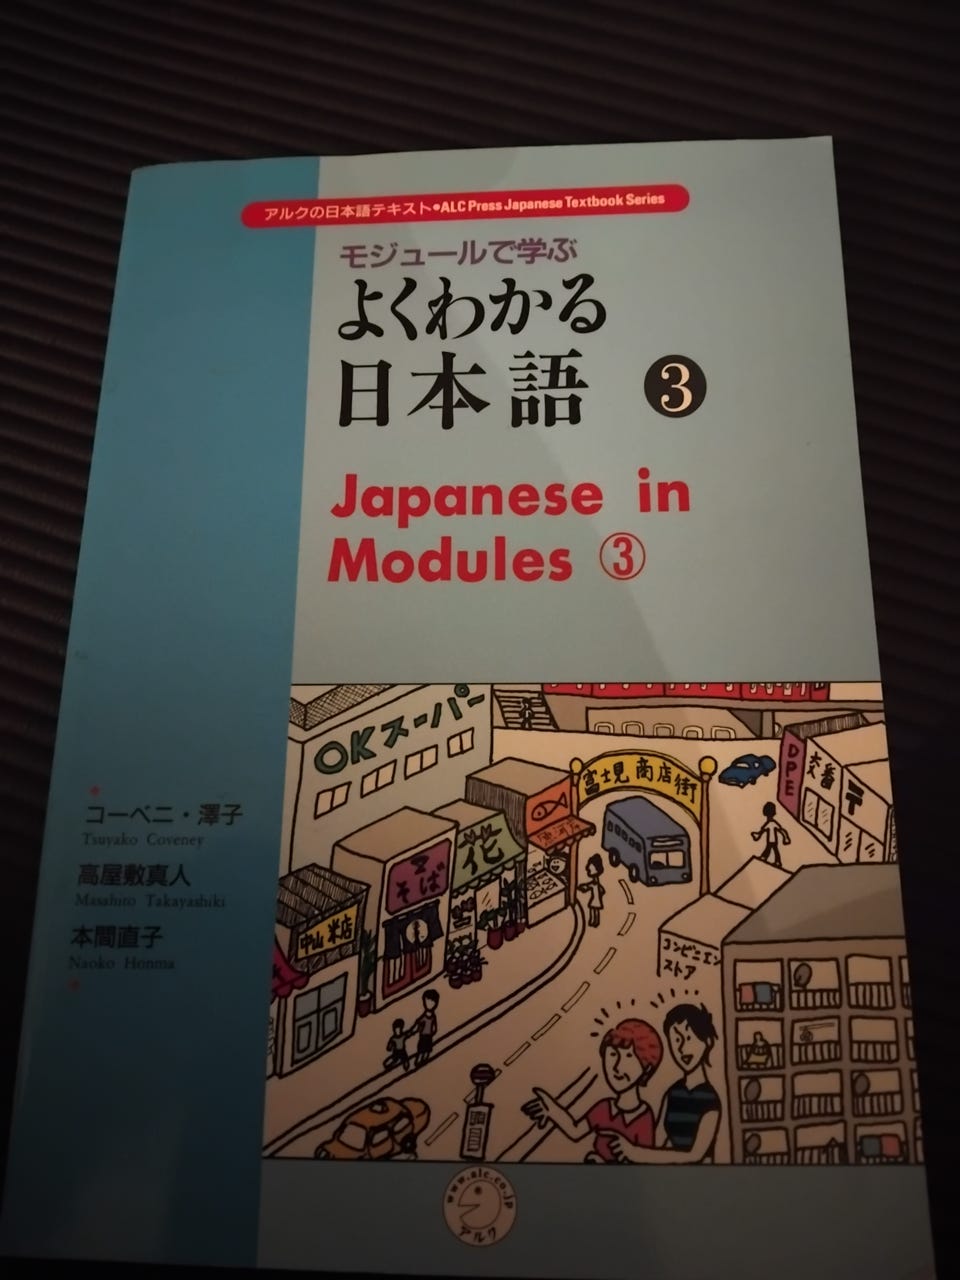 アルクの日本語テキスト•ALC Press Japanese Textbook Series
モジュールで学ぶ
よくわかる
日本語 3
Japanese in
Modules ③
コーベニ・澤子
Tsuyako Coveney
高屋敷真人
Masahiro Takayashiki
本間直子
Naoko Honma
OKスーパー
富士見商店街
DPE
交番
〒
花
そば
中山米店
コンビニエンス
ストア
www.alc.co.jp
アルク